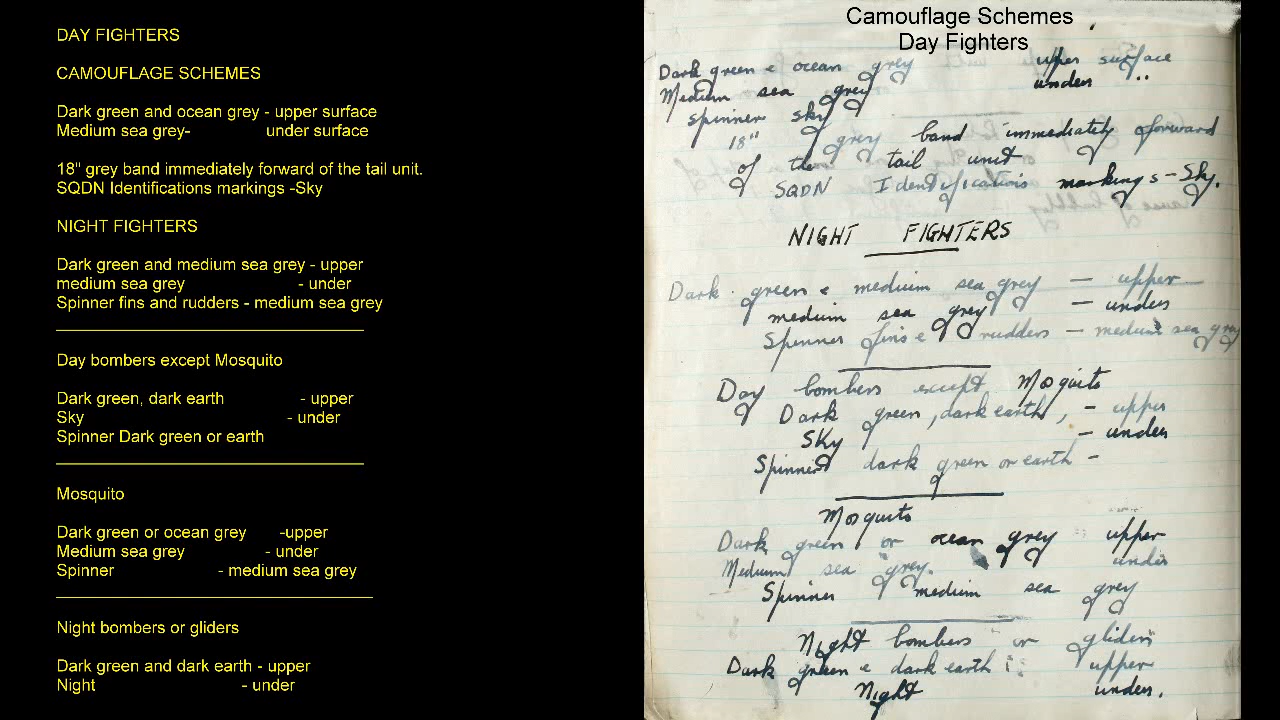 DAY FIGHTERS
CAMOUFLAGE SCHEMES
Dark green and ocean grey - upper surface
Medium sea grey- under surface
18" grey band immediately forward of the tail unit.
SQDN Identifications markings -Sky
NIGHT FIGHTERS
Dark green and medium sea grey - upper
medium sea grey - under
Spinner fins and rudders - medium sea grey
Day bombers except Mosquito
Dark green, dark earth - upper
Sky - under
Spinner Dark green or earth
Mosquito
Dark green or ocean grey -upper
Medium sea grey - under
Spinner - medium sea grey
Night bombers or gliders
Dark green and dark earth - upper
Night - under
Camouflage Schemes
Day Fighters
Dark green & ocean grey upper surface
Medium sea grey under "
Spinner sky
18" grey band immediately forward
of the tail unit
SQDN Identifications markings - Sky.
NIGHT FIGHTERS
Dark green & medium sea grey — upper
medium sea grey — under
Spinner fins & rudders — medium sea grey
Day bombers except Mosquito
Dark green, dark earth, - upper
Sky - under
Spinner dark green or earth -
Mosquito
Dark green or ocean grey upper
Medium sea grey. under
Spinner medium sea grey
Night bombers or gliders
Dark green & dark earth : upper
Night under.